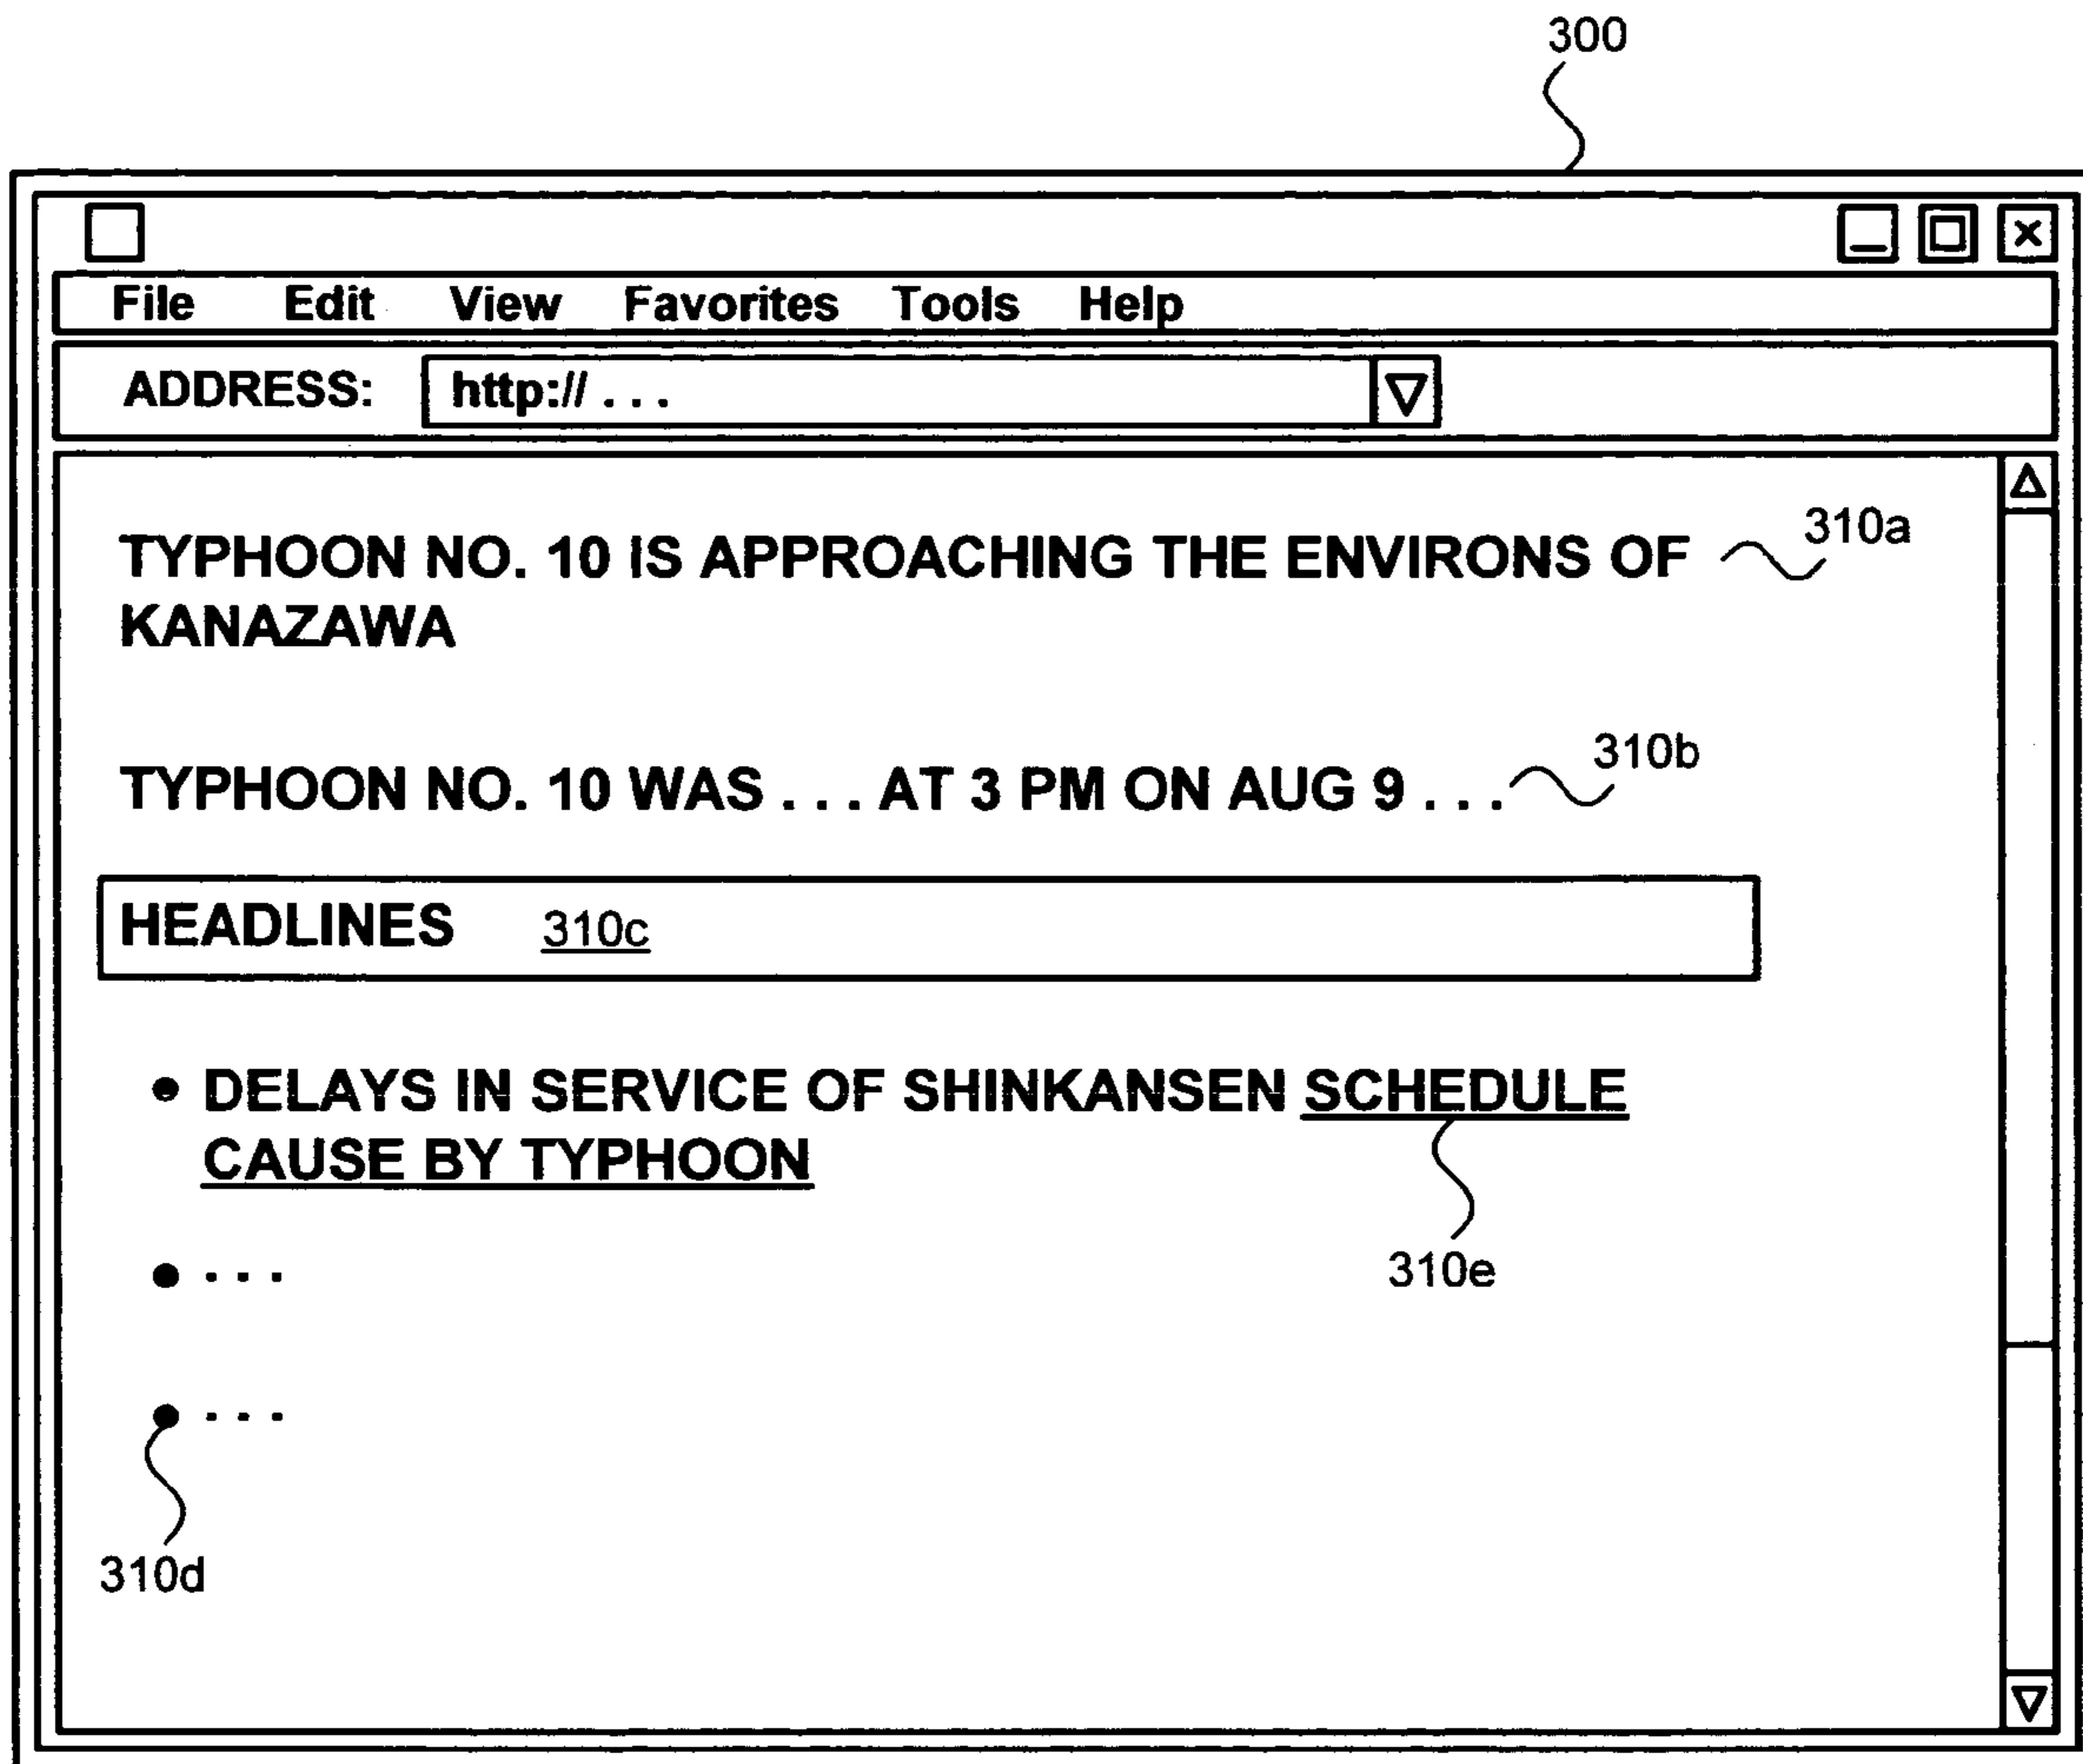 300
File Edit View Favorites Tools Help
ADDRESS: http:// . . .
TYPHOON NO. 10 IS APPROACHING THE ENVIRONS OF 310a
KANAZAWA
TYPHOON NO. 10 WAS . . . AT 3 PM ON AUG 9 . . . 310b
HEADLINES 310c
• DELAYS IN SERVICE OF SHINKANSEN SCHEDULE
CAUSE BY TYPHOON
310e
• . . .
• . . .
310d